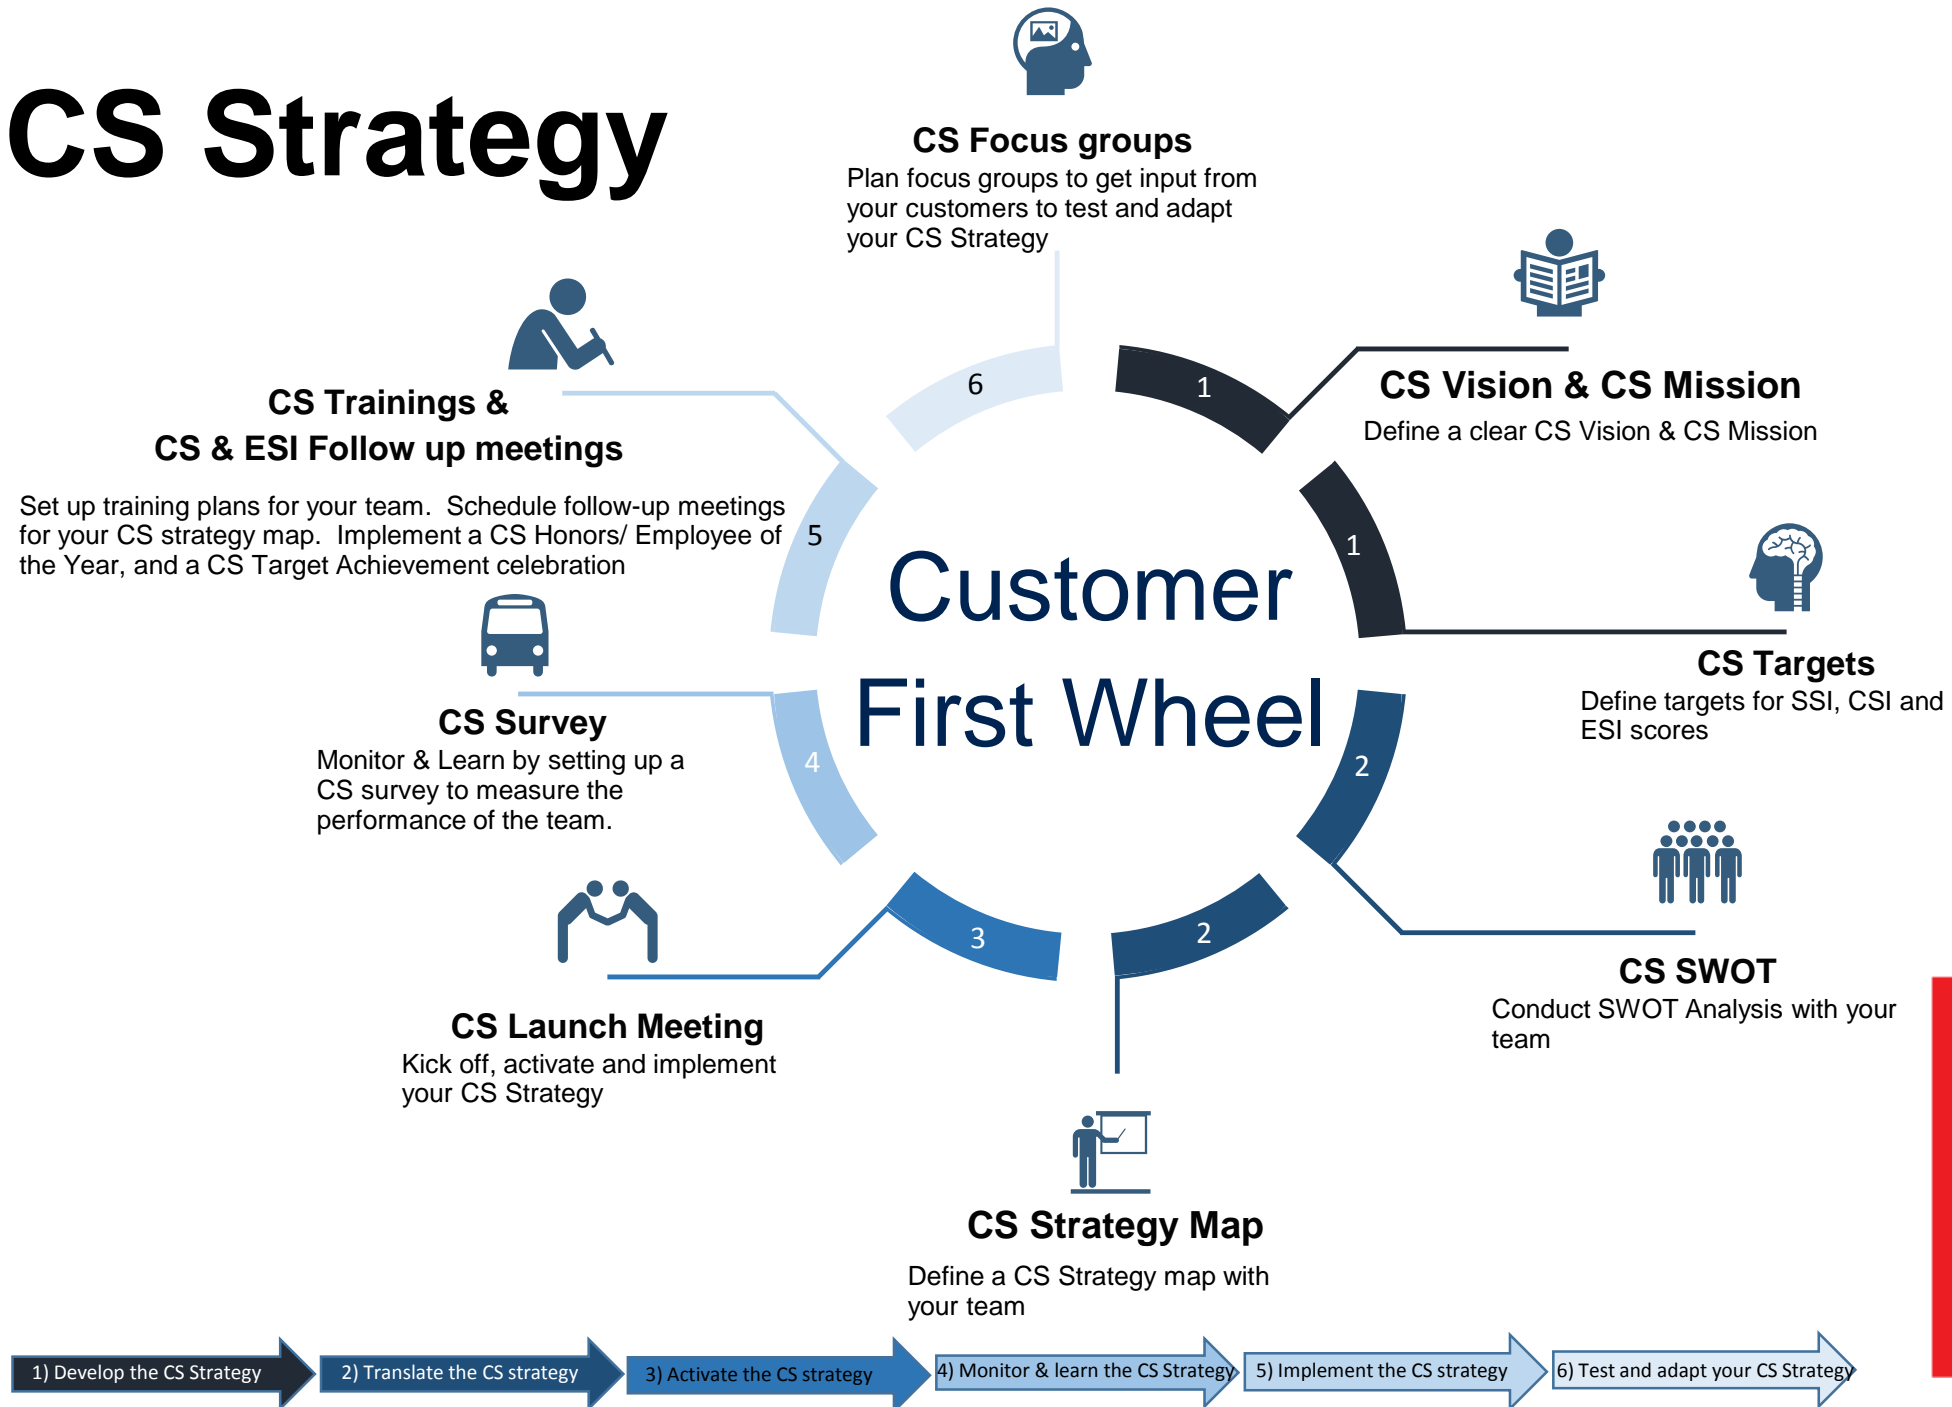 CS Strategy
CS Focus groups
Plan focus groups to get input from
your customers to test and adapt
your CS Strategy
6
1
CS Vision & CS Mission
Define a clear CS Vision & CS Mission
CS Trainings &
CS & ESI Follow up meetings
Set up training plans for your team.  Schedule follow-up meetings
for your CS strategy map.  Implement a CS Honors/ Employee of
the Year, and a CS Target Achievement celebration
5
1
Customer
First Wheel
CS Targets
Define targets for SSI, CSI and
ESI scores
CS Survey
Monitor & Learn by setting up a
CS survey to measure the
performance of the team.
4
2
CS SWOT
Conduct SWOT Analysis with your
team
3
2
CS Launch Meeting
Kick off, activate and implement
your CS Strategy
CS Strategy Map
Define a CS Strategy map with
your team
1) Develop the CS Strategy
2) Translate the CS strategy
3) Activate the CS strategy
4) Monitor & learn the CS Strategy
5) Implement the CS strategy
6) Test and adapt your CS Strategy